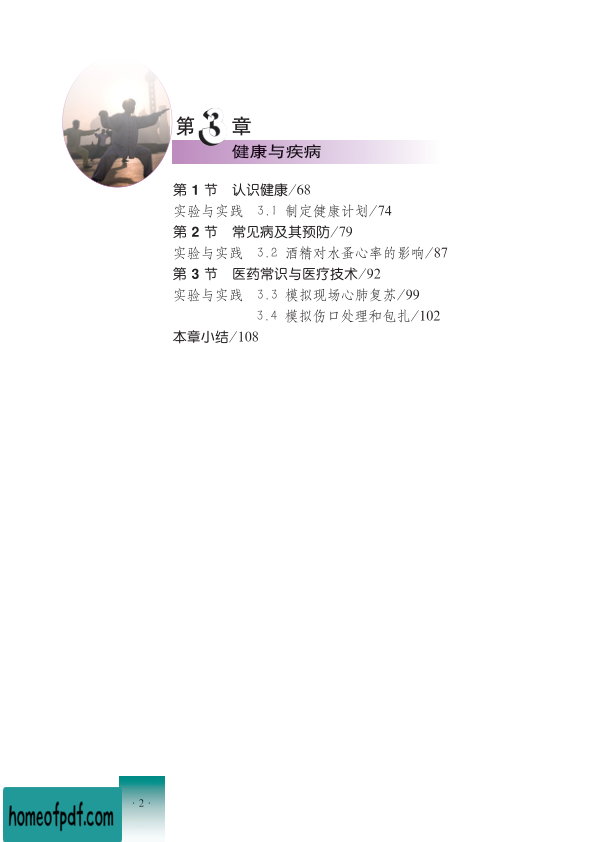 第3章
健康与疾病
第 1 节 认识健康/68
实验与实践 3.1 制定健康计划/74
第 2 节 常见病及其预防/79
实验与实践 3.2 酒精对水蚤心率的影响/87
第 3 节 医药常识与医疗技术/92
实验与实践 3.3 模拟现场心肺复苏/99
3.4 模拟伤口处理和包扎/102
本章小结/108
· 2 ·
homeofpdf.com